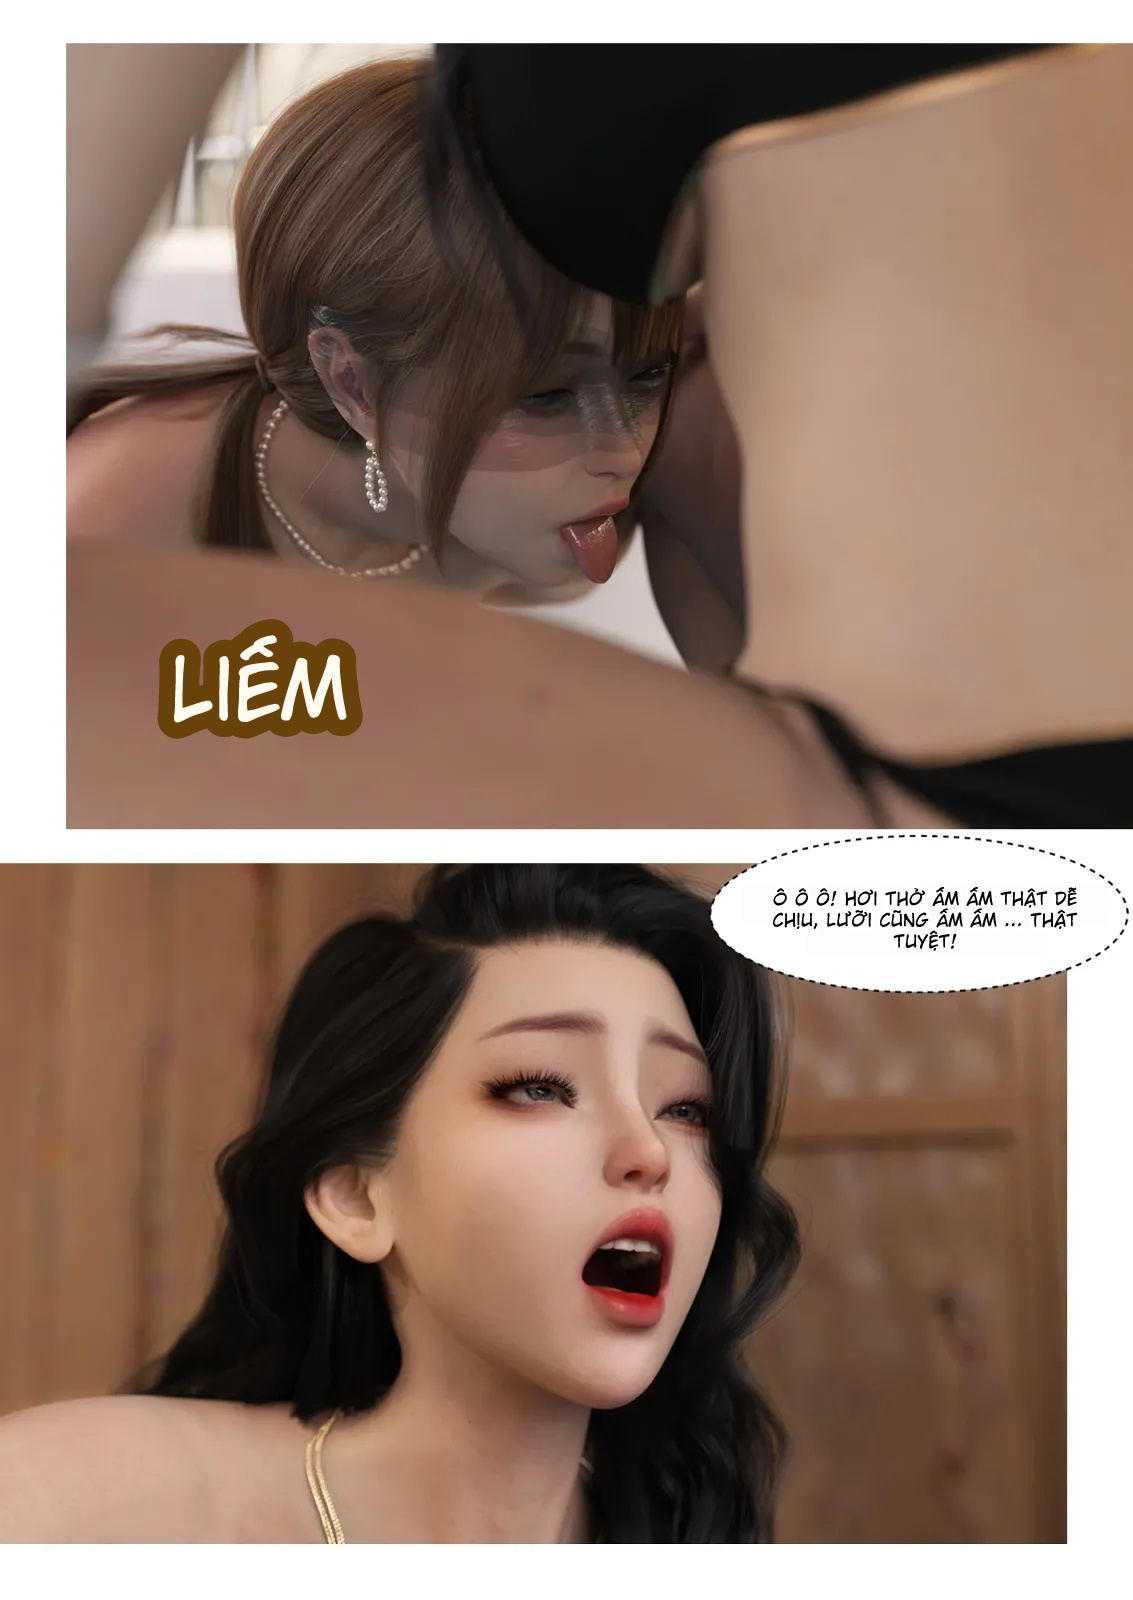 LIẾM
Ô Ô Ô! HƠI THỞ ẤM ẤM THẬT DỄ
CHỊU, LƯỠI CŨNG ẤM ẤM ... THẬT
TUYỆT!